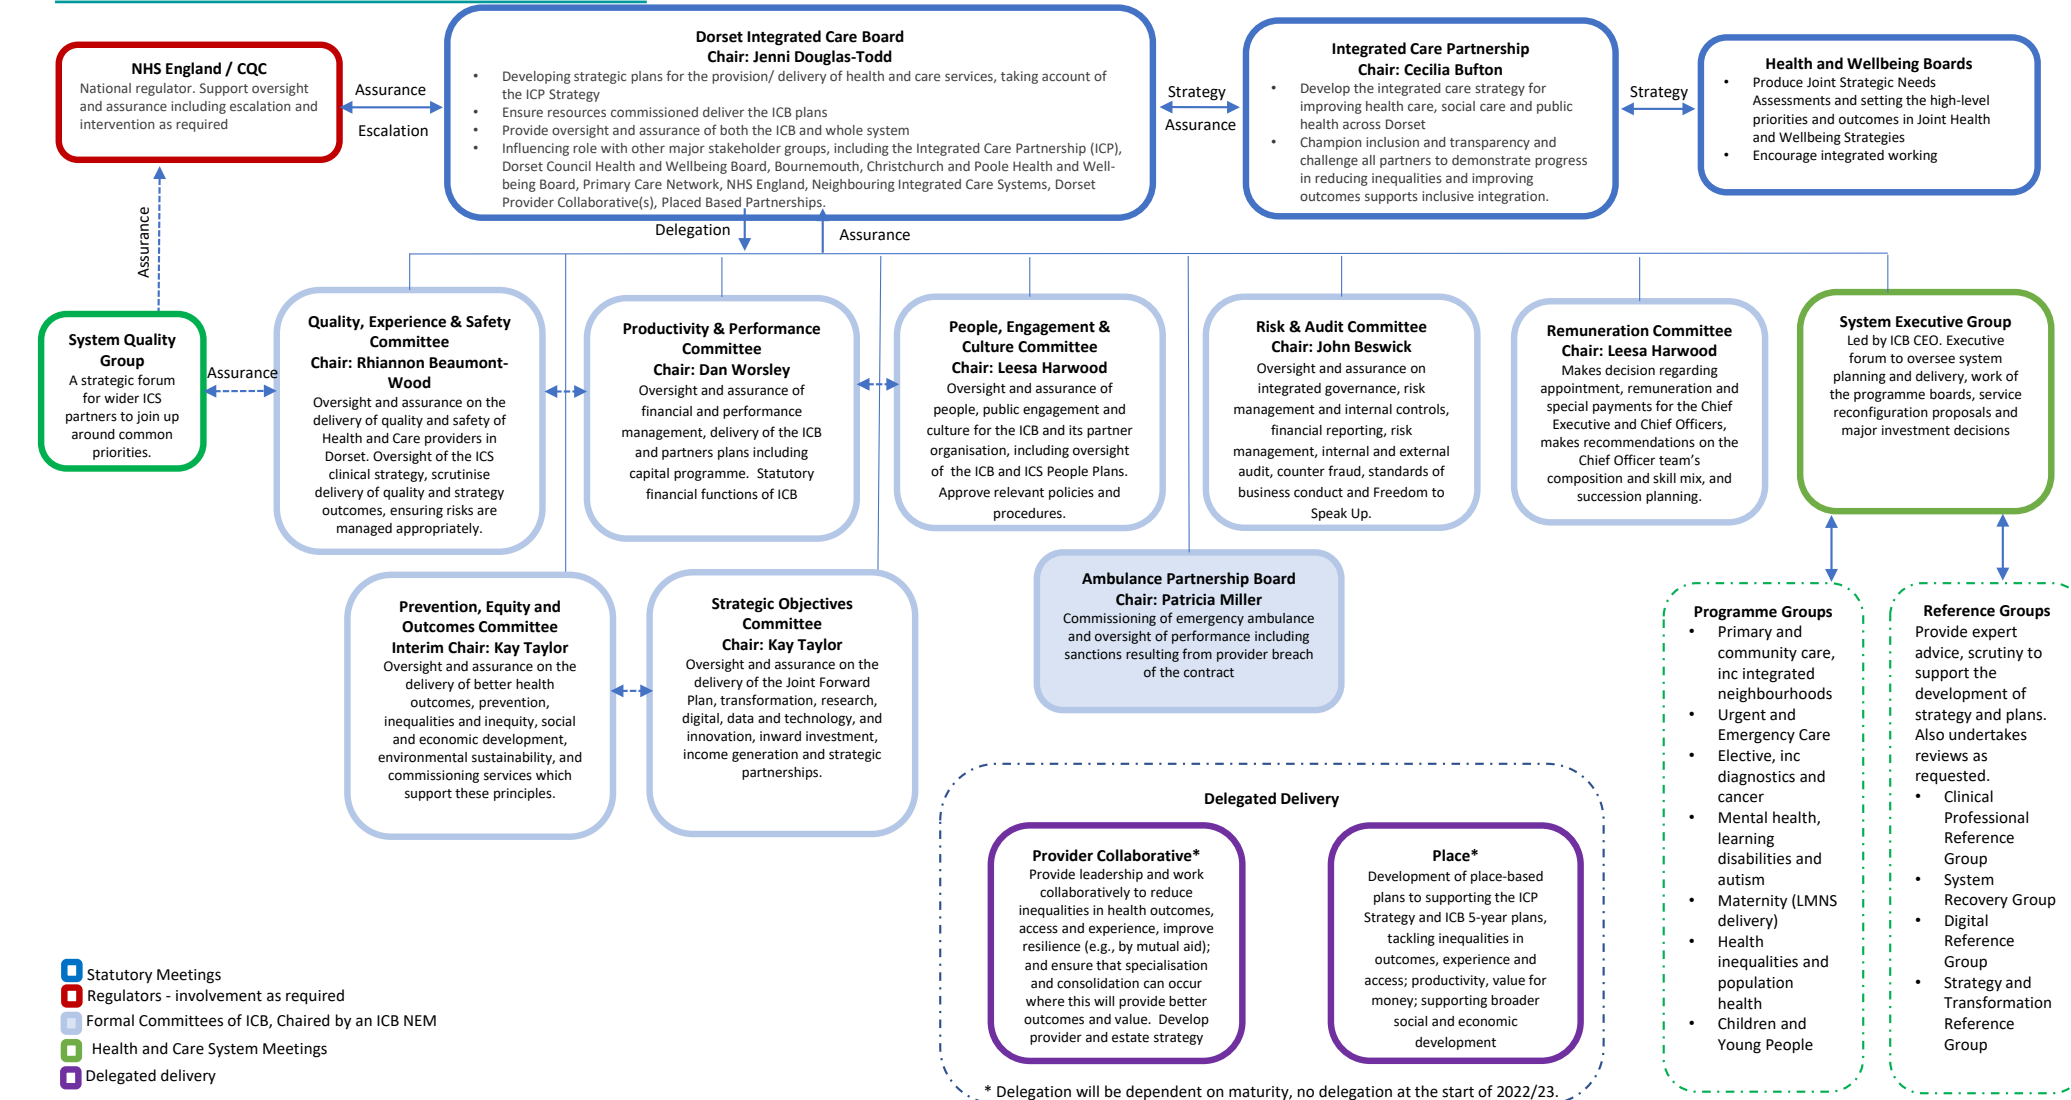 Dorset Integrated Care Board
Chair: Jenni Douglas-Todd
• Developing strategic plans for the provision/ delivery of health and care services, taking account of
the ICP Strategy
• Ensure resources commissioned deliver the ICB plans
• Provide oversight and assurance of both the ICB and whole system
• Influencing role with other major stakeholder groups, including the Integrated Care Partnership (ICP),
Dorset Council Health and Wellbeing Board, Bournemouth, Christchurch and Poole Health and Well-
being Board, Primary Care Network, NHS England, Neighbouring Integrated Care Systems, Dorset
Provider Collaborative(s), Placed Based Partnerships.
NHS England / CQC
National regulator. Support oversight
and assurance including escalation and
intervention as required
Assurance
Escalation
Strategy
Assurance
Integrated Care Partnership
Chair: Cecilia Bufton
• Develop the integrated care strategy for
improving health care, social care and public
health across Dorset
• Champion inclusion and transparency and
challenge all partners to demonstrate progress
in reducing inequalities and improving
outcomes supports inclusive integration.
Strategy
Health and Wellbeing Boards
• Produce Joint Strategic Needs
Assessments and setting the high-level
priorities and outcomes in Joint Health
and Wellbeing Strategies
• Encourage integrated working
Assurance
Delegation
Assurance
System Quality
Group
A strategic forum
for wider ICS
partners to join up
around common
priorities.
Assurance
Quality, Experience & Safety
Committee
Chair: Rhiannon Beaumont-
Wood
Oversight and assurance on the
delivery of quality and safety of
Health and Care providers in
Dorset. Oversight of the ICS
clinical strategy, scrutinise
delivery of quality and strategy
outcomes, ensuring risks are
managed appropriately.
Productivity & Performance
Committee
Chair: Dan Worsley
Oversight and assurance of
financial and performance
management, delivery of the ICB
and partners plans including
capital programme. Statutory
financial functions of ICB
People, Engagement &
Culture Committee
Chair: Leesa Harwood
Oversight and assurance of
people, public engagement and
culture for the ICB and its partner
organisation, including oversight
of the ICB and ICS People Plans.
Approve relevant policies and
procedures.
Risk & Audit Committee
Chair: John Beswick
Oversight and assurance on
integrated governance, risk
management and internal controls,
financial reporting, risk
management, internal and external
audit, counter fraud, standards of
business conduct and Freedom to
Speak Up.
Remuneration Committee
Chair: Leesa Harwood
Makes decision regarding
appointment, remuneration and
special payments for the Chief
Executive and Chief Officers,
makes recommendations on the
Chief Officer team's
composition and skill mix, and
succession planning.
System Executive Group
Led by ICB CEO. Executive
forum to oversee system
planning and delivery, work of
the programme boards, service
reconfiguration proposals and
major investment decisions
Prevention, Equity and
Outcomes Committee
Interim Chair: Kay Taylor
Oversight and assurance on the
delivery of better health
outcomes, prevention,
inequalities and inequity, social
and economic development,
environmental sustainability, and
commissioning services which
support these principles.
Strategic Objectives
Committee
Chair: Kay Taylor
Oversight and assurance on the
delivery of the Joint Forward
Plan, transformation, research,
digital, data and technology, and
innovation, inward investment,
income generation and strategic
partnerships.
Ambulance Partnership Board
Chair: Patricia Miller
Commissioning of emergency ambulance
and oversight of performance including
sanctions resulting from provider breach
of the contract
Programme Groups
• Primary and
community care,
inc integrated
neighbourhoods
• Urgent and
Emergency Care
• Elective, inc
diagnostics and
cancer
• Mental health,
learning
disabilities and
autism
• Maternity (LMNS
delivery)
• Health
inequalities and
population
health
• Children and
Young People
Reference Groups
Provide expert
advice, scrutiny to
support the
development of
strategy and plans.
Also undertakes
reviews as
requested.
• Clinical
Professional
Reference
Group
• System
Recovery Group
• Digital
Reference
Group
• Strategy and
Transformation
Reference
Group
Delegated Delivery
Provider Collaborative*
Provide leadership and work
collaboratively to reduce
inequalities in health outcomes,
access and experience, improve
resilience (e.g., by mutual aid);
and ensure that specialisation
and consolidation can occur
where this will provide better
outcomes and value. Develop
provider and estate strategy
Place*
Development of place-based
plans to supporting the ICP
Strategy and ICB 5-year plans,
tackling inequalities in
outcomes, experience and
access; productivity, value for
money; supporting broader
social and economic
development
* Delegation will be dependent on maturity, no delegation at the start of 2022/23.
Statutory Meetings
Regulators - involvement as required
Formal Committees of ICB, Chaired by an ICB NEM
Health and Care System Meetings
Delegated delivery